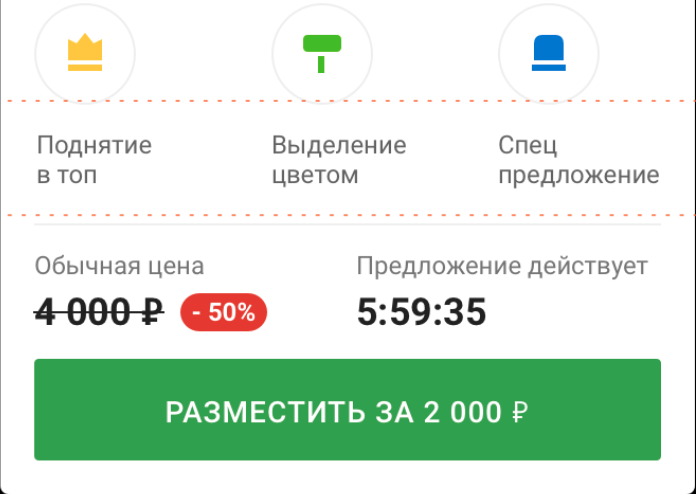 Поднятие
в топ
Выделение
цветом
Спец
предложение
Обычная цена
4 000 ₽ - 50%
Предложение действует
5:59:35
РАЗМЕСТИТЬ ЗА 2 000 ₽